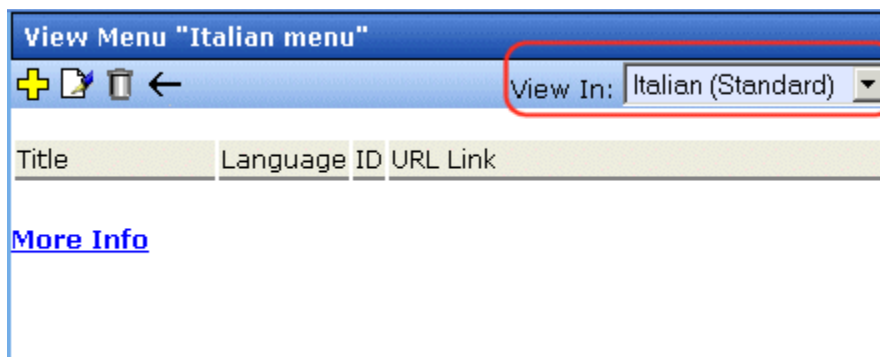 View Menu "Italian menu"
View In: Italian (Standard)
Title Language ID URL Link
More Info